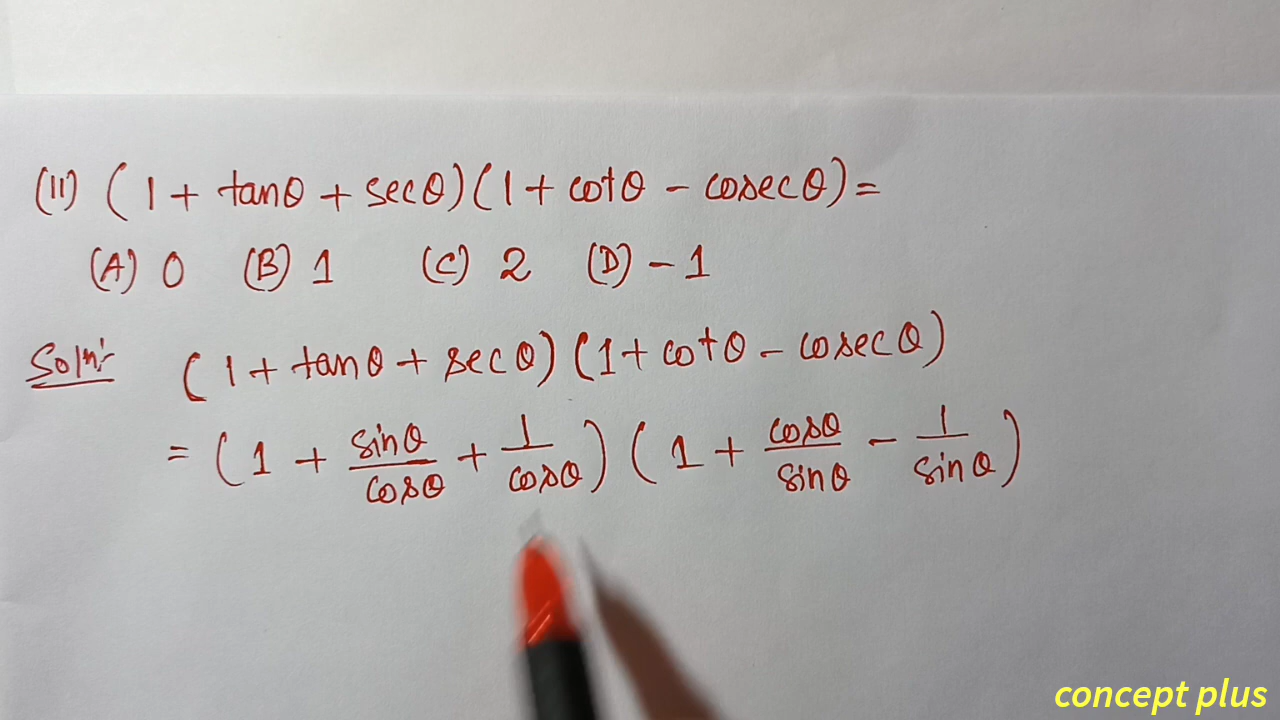 (11) (1 + tanθ + secθ)(1 + cotθ - cosecθ) =
(A) 0 (B) 1 (C) 2 (D) - 1
Soln:- (1 + tanθ + secθ) (1 + cotθ - cosecθ)
= (1 + sinθ/cosθ + 1/cosθ) (1 + cosθ/sinθ - 1/sinθ)
concept plus